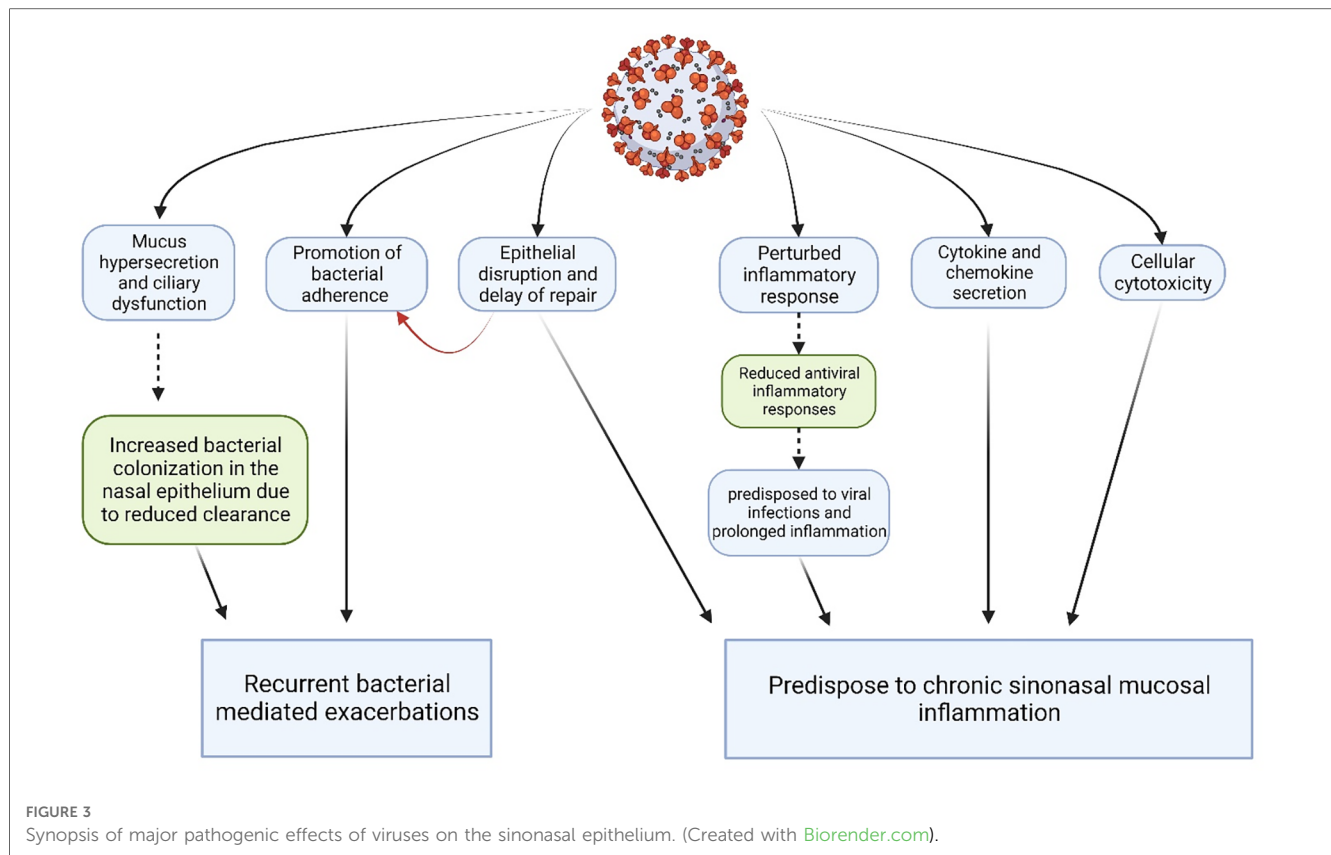 Mucus
hypersecretion
and ciliary
dysfunction
Promotion of
bacterial
adherence
Epithelial
disruption and
delay of repair
Perturbed
inflammatory
response
Cytokine and
chemokine
secretion
Cellular
cytotoxicity
Reduced antiviral
inflammatory
responses
Increased bacterial
colonization in the
nasal epithelium due
to reduced clearance
predisposed to viral
infections and
prolonged inflammation
Recurrent bacterial
mediated exacerbations
Predispose to chronic sinonasal mucosal
inflammation
FIGURE 3
Synopsis of major pathogenic effects of viruses on the sinonasal epithelium. (Created with Biorender.com).